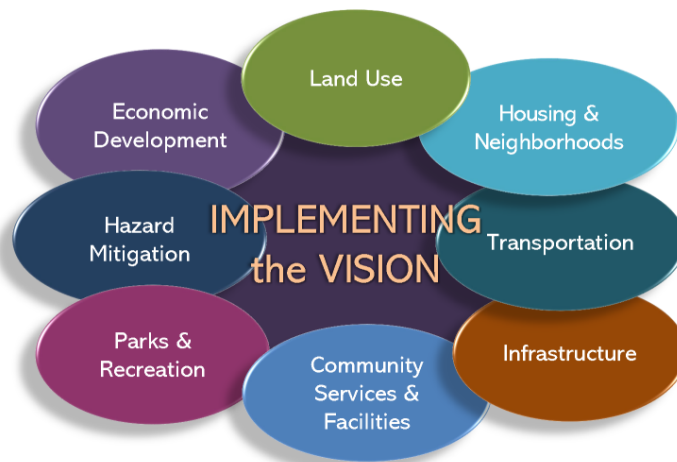 Land Use
Economic
Development
Housing &
Neighborhoods
Hazard
Mitigation
IMPLEMENTING
the VISION
Transportation
Parks &
Recreation
Community
Services &
Facilities
Infrastructure